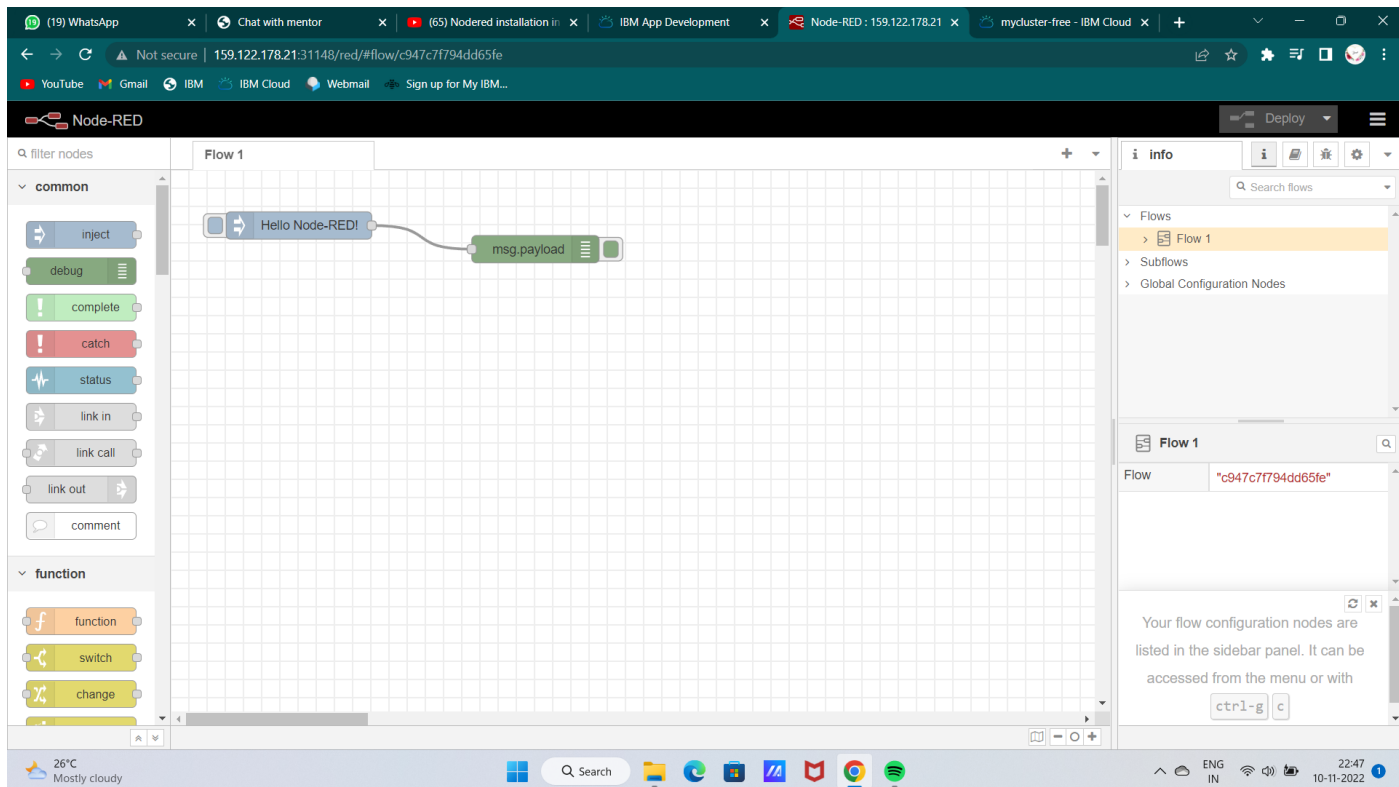 (19) WhatsApp
Chat with mentor
(65) Nodered installation in
IBM App Development
Node-RED : 159.122.178.21
mycluster-free - IBM Cloud
Not secure | 159.122.178.21:31148/red/#flow/c947c7f794dd65fe
YouTube
Gmail
IBM
IBM Cloud
Webmail
Sign up for My IBM...
Node-RED
Deploy
filter nodes
common
inject
debug
complete
catch
status
link in
link call
link out
comment
function
function
switch
change
Flow 1
Hello Node-RED!
msg.payload
i info
Search flows
Flows
Flow 1
Subflows
Global Configuration Nodes
Flow 1
Flow "c947c7f794dd65fe"
Your flow configuration nodes are
listed in the sidebar panel. It can be
accessed from the menu or with
ctrl-g c
26°C
Mostly cloudy
Search
ENG
IN
22:47
10-11-2022
1